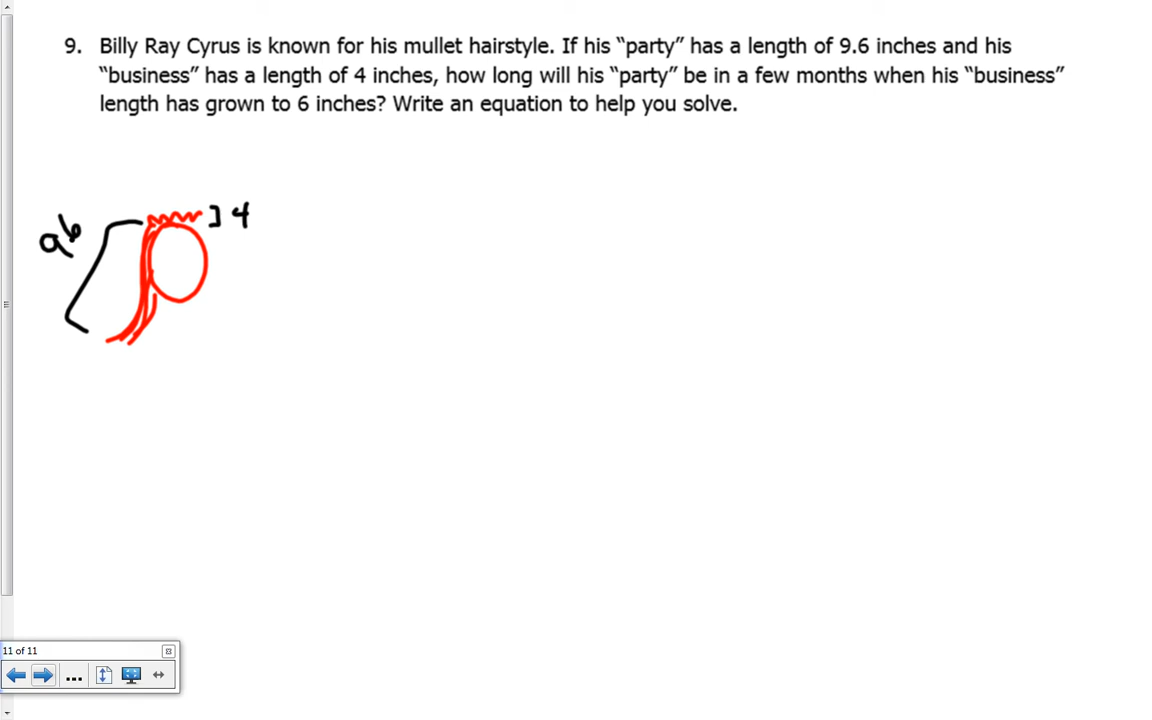 9. Billy Ray Cyrus is known for his mullet hairstyle. If his “party” has a length of 9.6 inches and his
“business” has a length of 4 inches, how long will his “party” be in a few months when his “business”
length has grown to 6 inches? Write an equation to help you solve.
4
9.6
11 of 11
...